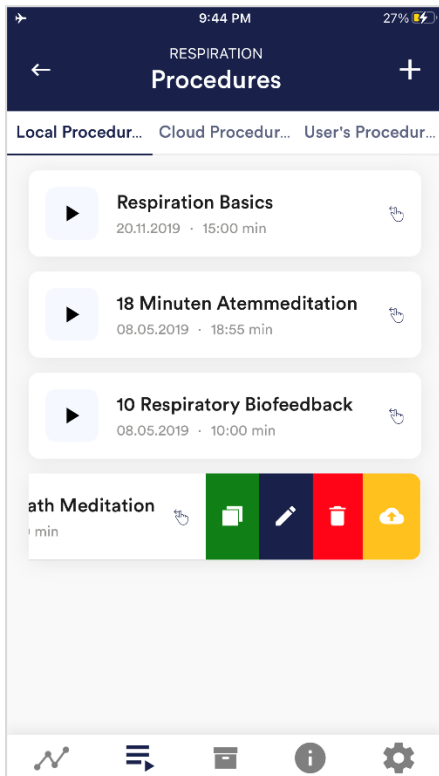 9:44 PM 27%
RESPIRATION
Procedures
Local Procedur... Cloud Procedur... User's Procedur...
Respiration Basics
20.11.2019 · 15:00 min
18 Minuten Atemmeditation
08.05.2019 · 18:55 min
10 Respiratory Biofeedback
08.05.2019 · 10:00 min
ath Meditation
min